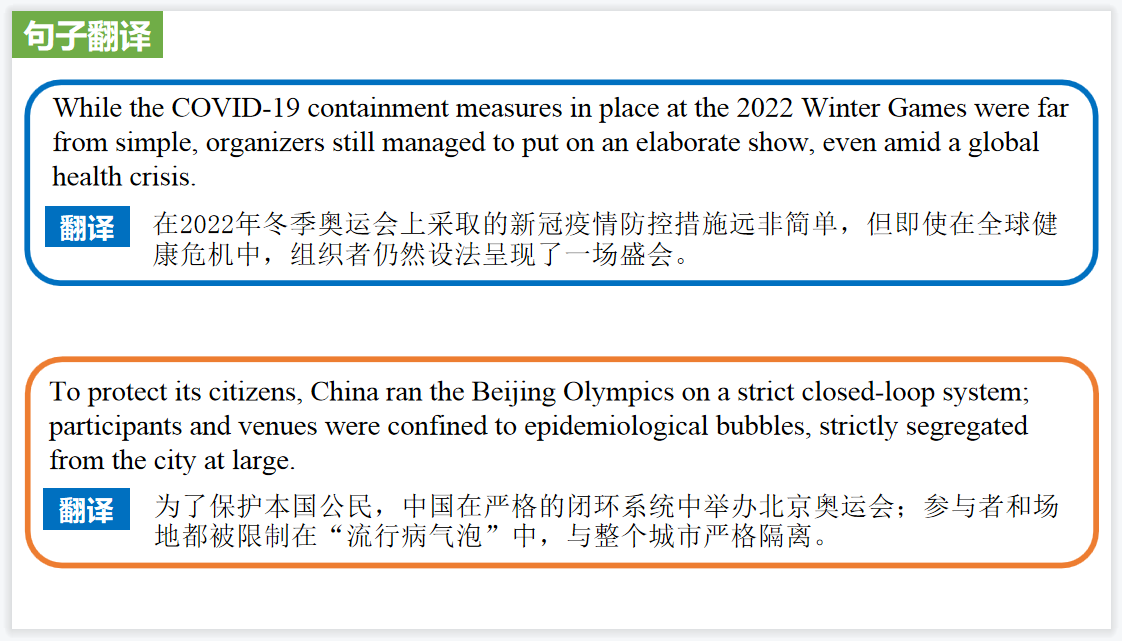 句子翻译
While the COVID-19 containment measures in place at the 2022 Winter Games were far
from simple, organizers still managed to put on an elaborate show, even amid a global
health crisis.
翻译
在2022年冬季奥运会上采取的新冠疫情防控措施远非简单，但即使在全球健
康危机中，组织者仍然设法呈现了一场盛会。
To protect its citizens, China ran the Beijing Olympics on a strict closed-loop system;
participants and venues were confined to epidemiological bubbles, strictly segregated
from the city at large.
翻译
为了保护本国公民，中国在严格的闭环系统中举办北京奥运会；参与者和场
地都被限制在“流行病气泡”中，与整个城市严格隔离。